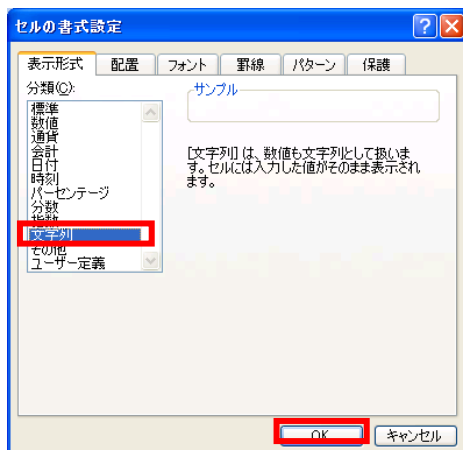 セルの書式設定
表示形式 配置 フォント 罫線 パターン 保護
分類(C):
サンプル
標準
数値
通貨
会計
日付
時刻
パーセンテージ
分数
指数
文字列
その他
ユーザー定義
[文字列] は、数値も文字列として扱いま
す。セルには入力した値がそのまま表示され
ます。
OK キャンセル